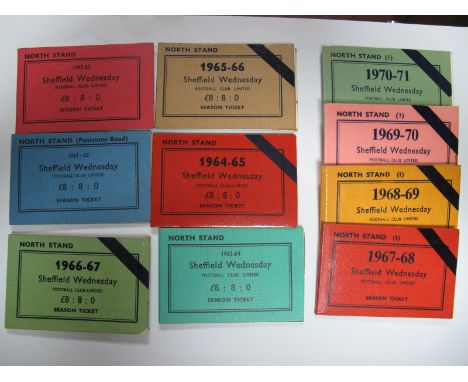 NORTH STAND
1962-63
Sheffield Wednesday
FOOTBALL CLUB LIMITED
£8 : 8 : 0
SEASON TICKET
NORTH STAND
1965-66
Sheffield Wednesday
FOOTBALL CLUB LIMITED
£8 : 8 : 0
SEASON TICKET
NORTH STAND (1)
1970-71
Sheffield Wednesday
FOOTBALL CLUB LIMITED
NORTH STAND (Penistone Road)
1961-62
Sheffield Wednesday
FOOTBALL CLUB LIMITED
£8 : 8 : 0
SEASON TICKET
NORTH STAND
1964-65
Sheffield Wednesday
FOOTBALL CLUB LIMITED
£8 : 8 : 0
SEASON TICKET
NORTH STAND (1)
1969-70
Sheffield Wednesday
FOOTBALL CLUB LIMITED
NORTH STAND (1)
1968-69
Sheffield Wednesday
FOOTBALL CLUB LIMITED
NORTH STAND
1966-67
Sheffield Wednesday
FOOTBALL CLUB LIMITED
£8 : 8 : 0
SEASON TICKET
NORTH STAND
1963-64
Sheffield Wednesday
FOOTBALL CLUB LIMITED
£8 : 8 : 0
SEASON TICKET
NORTH STAND (1)
1967-68
Sheffield Wednesday
FOOTBALL CLUB LIMITED
SEASON TICKET